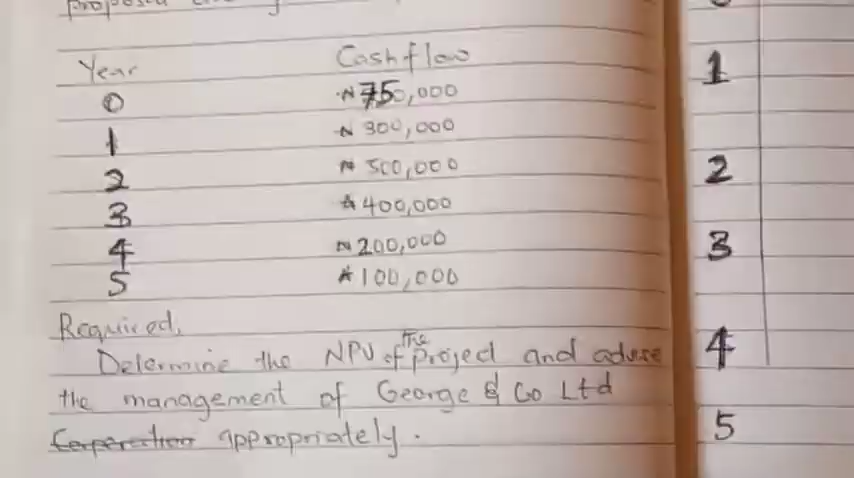 Year Cashflow
0 ₦750,000
1 ₦300,000
2 ₦500,000
3 ₦400,000
4 ₦200,000
5 ₦100,000
Required,
Determine the NPV of the Project and advise
the management of George & Co Ltd
Corporation appropriately.
1
2
3
4
5